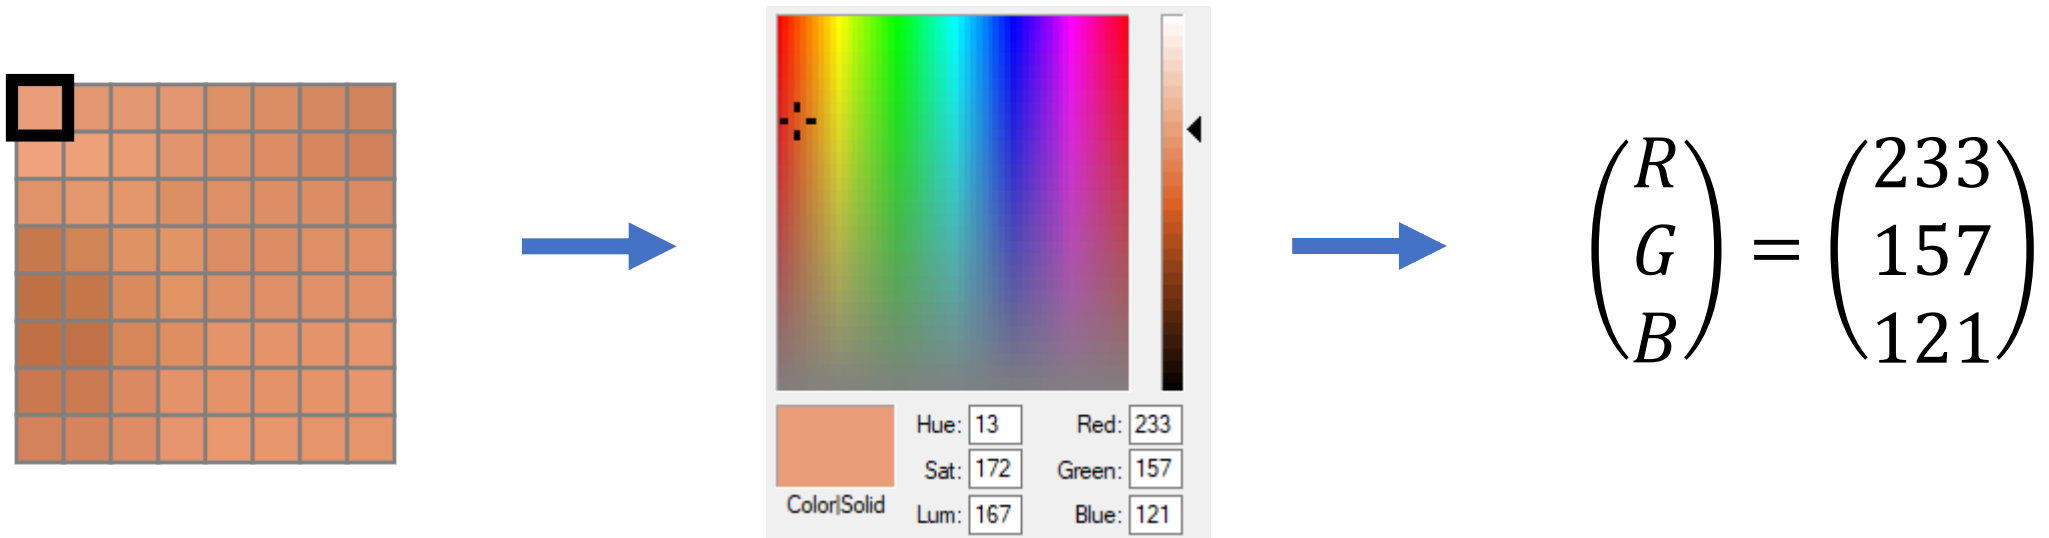 Hue: 13 Red: 233
Sat: 172 Green: 157
Color|Solid
Lum: 167 Blue: 121
R 233
G = 157
B 121